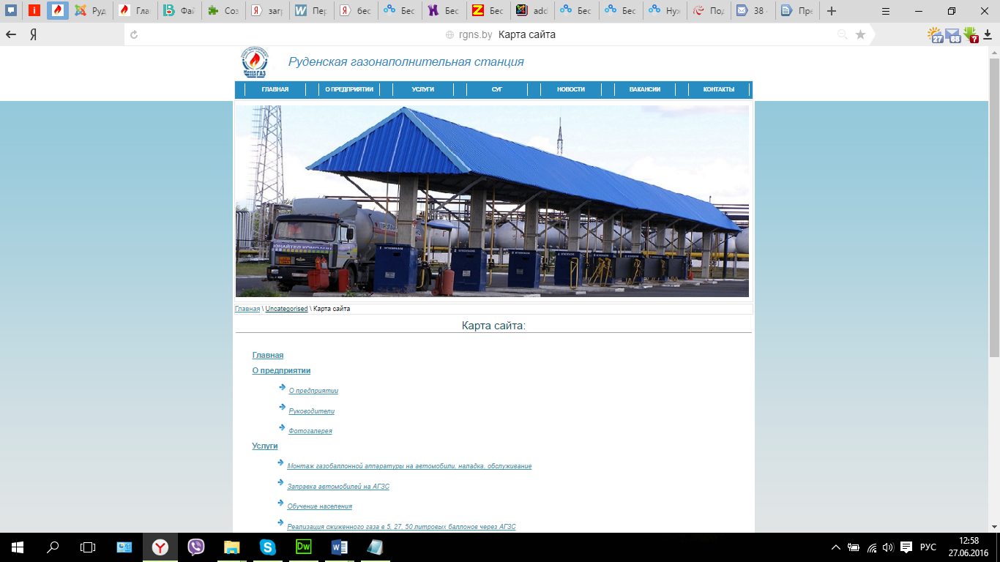 Руд
Гла
Фай
Соз
загр
Пер
бес
Бес
Бес
Бес
add
Бес
Бес
Нуж
Под
38 -
Пре
Я
rgns.by Карта сайта
27
68
?
Руденская газонаполнительная станция
ГЛАВНАЯ О ПРЕДПРИЯТИИ УСЛУГИ СУГ НОВОСТИ ВАКАНСИИ КОНТАКТЫ
Главная \ Uncategorised \ Карта сайта
Карта сайта:
Главная
О предприятии
О предприятии
Руководители
Фотогалерея
Услуги
Монтаж газобаллонной аппаратуры на автомобили, наладка, обслуживание
Заправка автомобилей на АГЗС
Обучение населения
Реализация сжиженного газа в 5, 27, 50 литровых баллонов через АГЗС
Dw
РУС
12:58
27.06.2016